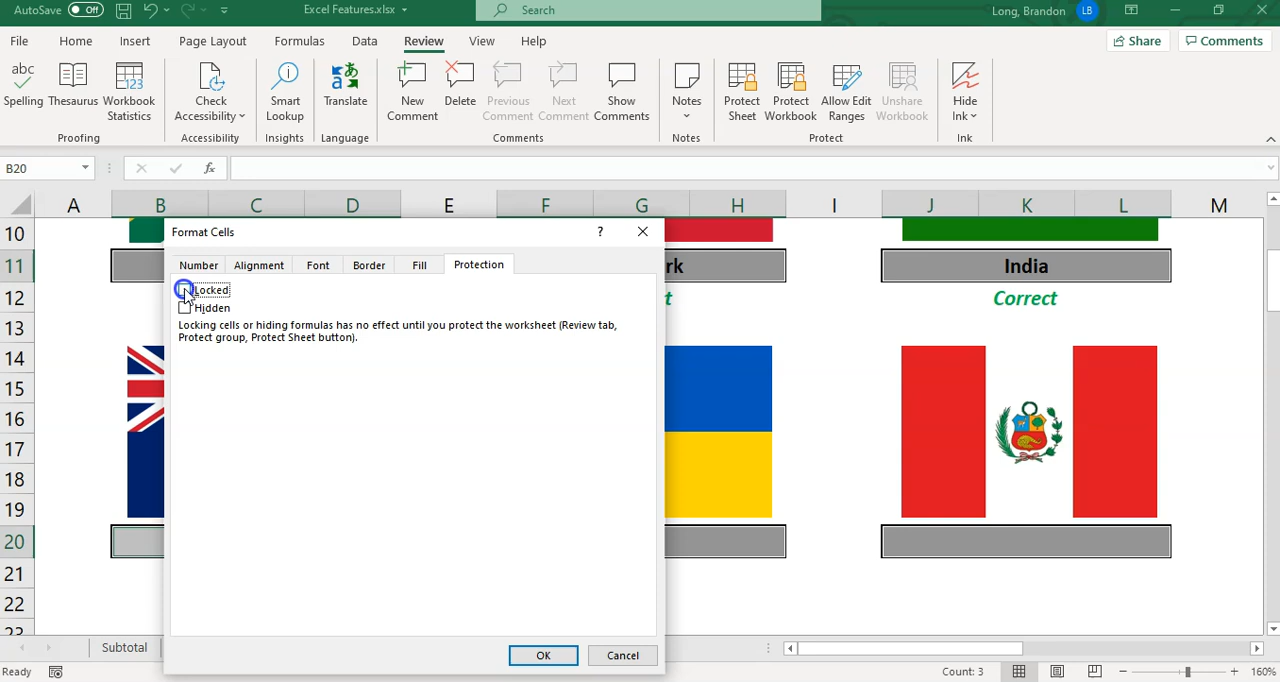 AutoSave Off Excel Features.xlsx Search Long, Brandon LB
File Home Insert Page Layout Formulas Data Review View Help Share Comments
abc
Spelling Thesaurus Workbook Statistics Check Accessibility Smart Lookup Translate New Comment Delete Previous Comment Next Comment Show Comments Notes Protect Sheet Protect Workbook Allow Edit Ranges Unshare Workbook Hide Ink
Proofing Accessibility Insights Language Comments Notes Protect Ink
B20 fx
A B C D E F G H I J K L M
10
11 rk India
12 t Correct
13
14
15
16
17
18
19
20
21
22
23
Format Cells ?
Number Alignment Font Border Fill Protection
Locked
Hidden
Locking cells or hiding formulas has no effect until you protect the worksheet (Review tab,
Protect group, Protect Sheet button).
OK Cancel
Subtotal
Ready Count: 3 160%